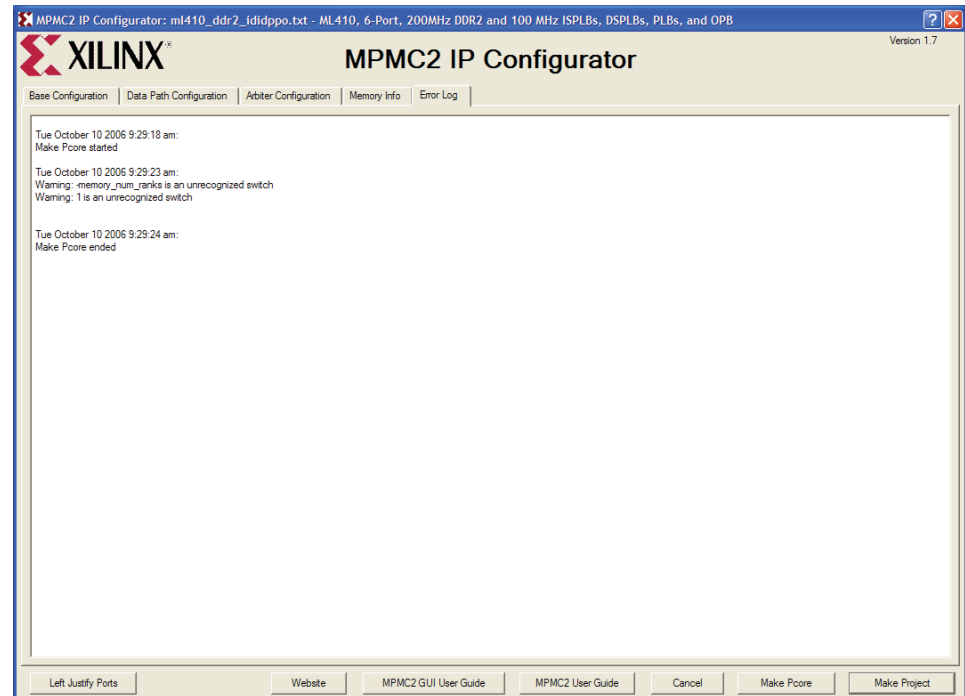 MPMC2 IP Configurator: ml410_ddr2_ididppo.txt - ML410, 6-Port, 200MHz DDR2 and 100 MHz ISPLBs, DSPLBs, PLBs, and OPB
XILINX®
MPMC2 IP Configurator
Version 1.7
Base Configuration
Data Path Configuration
Arbiter Configuration
Memory Info
Error Log
Tue October 10 2006 9:29:18 am:
Make Pcore started
Tue October 10 2006 9:29:23 am:
Warning: -memory_num_ranks is an unrecognized switch
Warning: 1 is an unrecognized switch
Tue October 10 2006 9:29:24 am:
Make Pcore ended
Left Justify Ports
Website
MPMC2 GUI User Guide
MPMC2 User Guide
Cancel
Make Pcore
Make Project